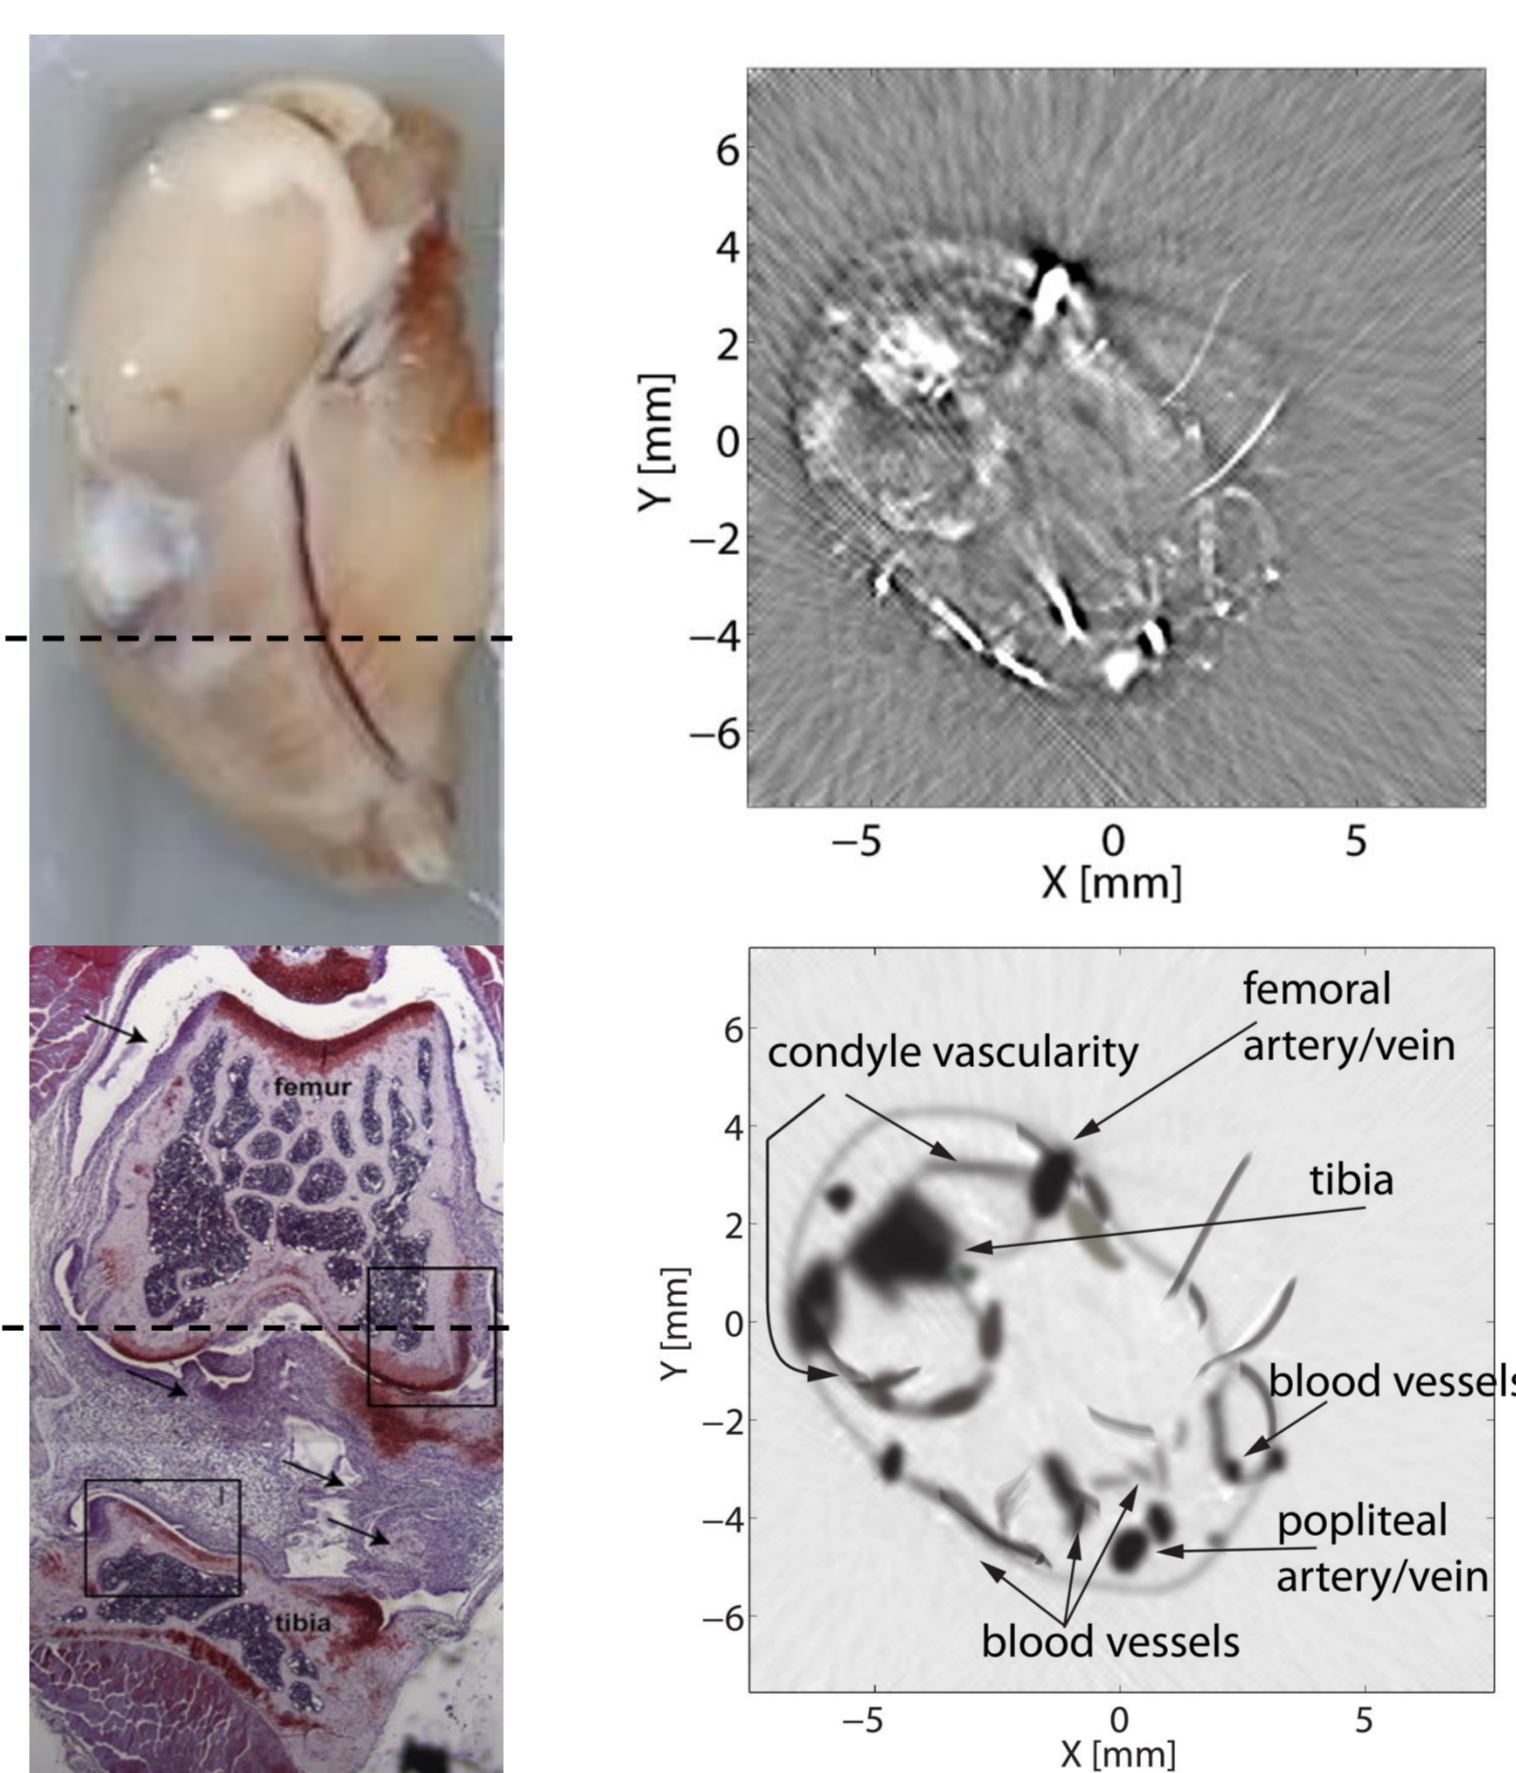 6
4
2
0
−2
−4
−6
Y [mm]
−5 0 5
X [mm]
femur
tibia
6
4
2
0
−2
−4
−6
Y [mm]
condyle vascularity
femoral
artery/vein
tibia
blood vessels
popliteal
artery/vein
blood vessels
−5 0 5
X [mm]